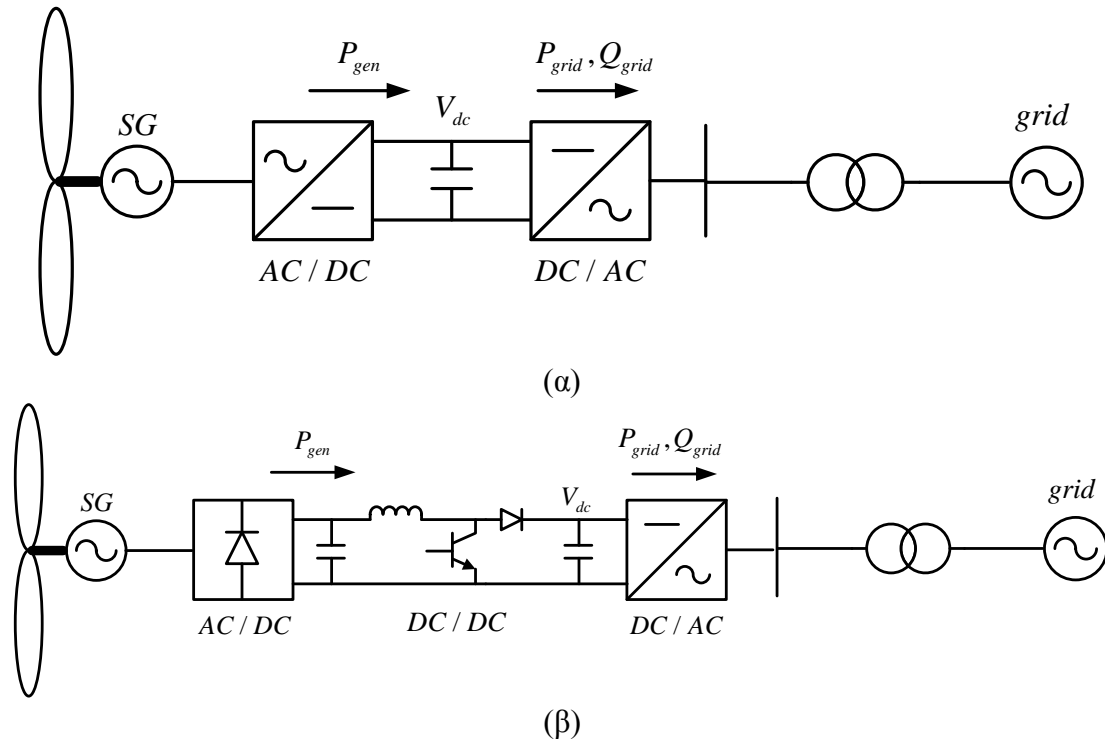 P_gen
P_grid, Q_grid
V_dc
SG
grid
AC / DC
DC / AC
(α)
P_gen
P_grid, Q_grid
V_dc
SG
grid
AC / DC
DC / DC
DC / AC
(β)